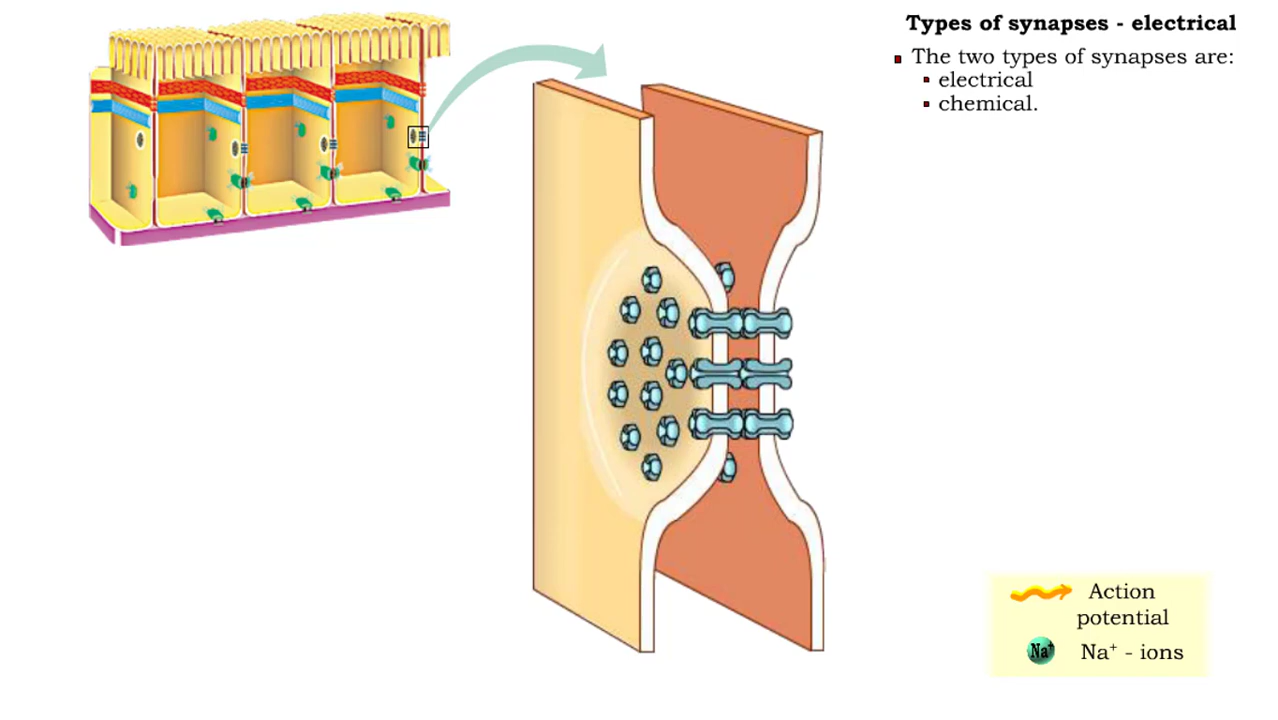 Types of synapses - electrical
▪ The two types of synapses are:
▪ electrical
▪ chemical.
Action
potential
Na⁺
Na⁺ - ions